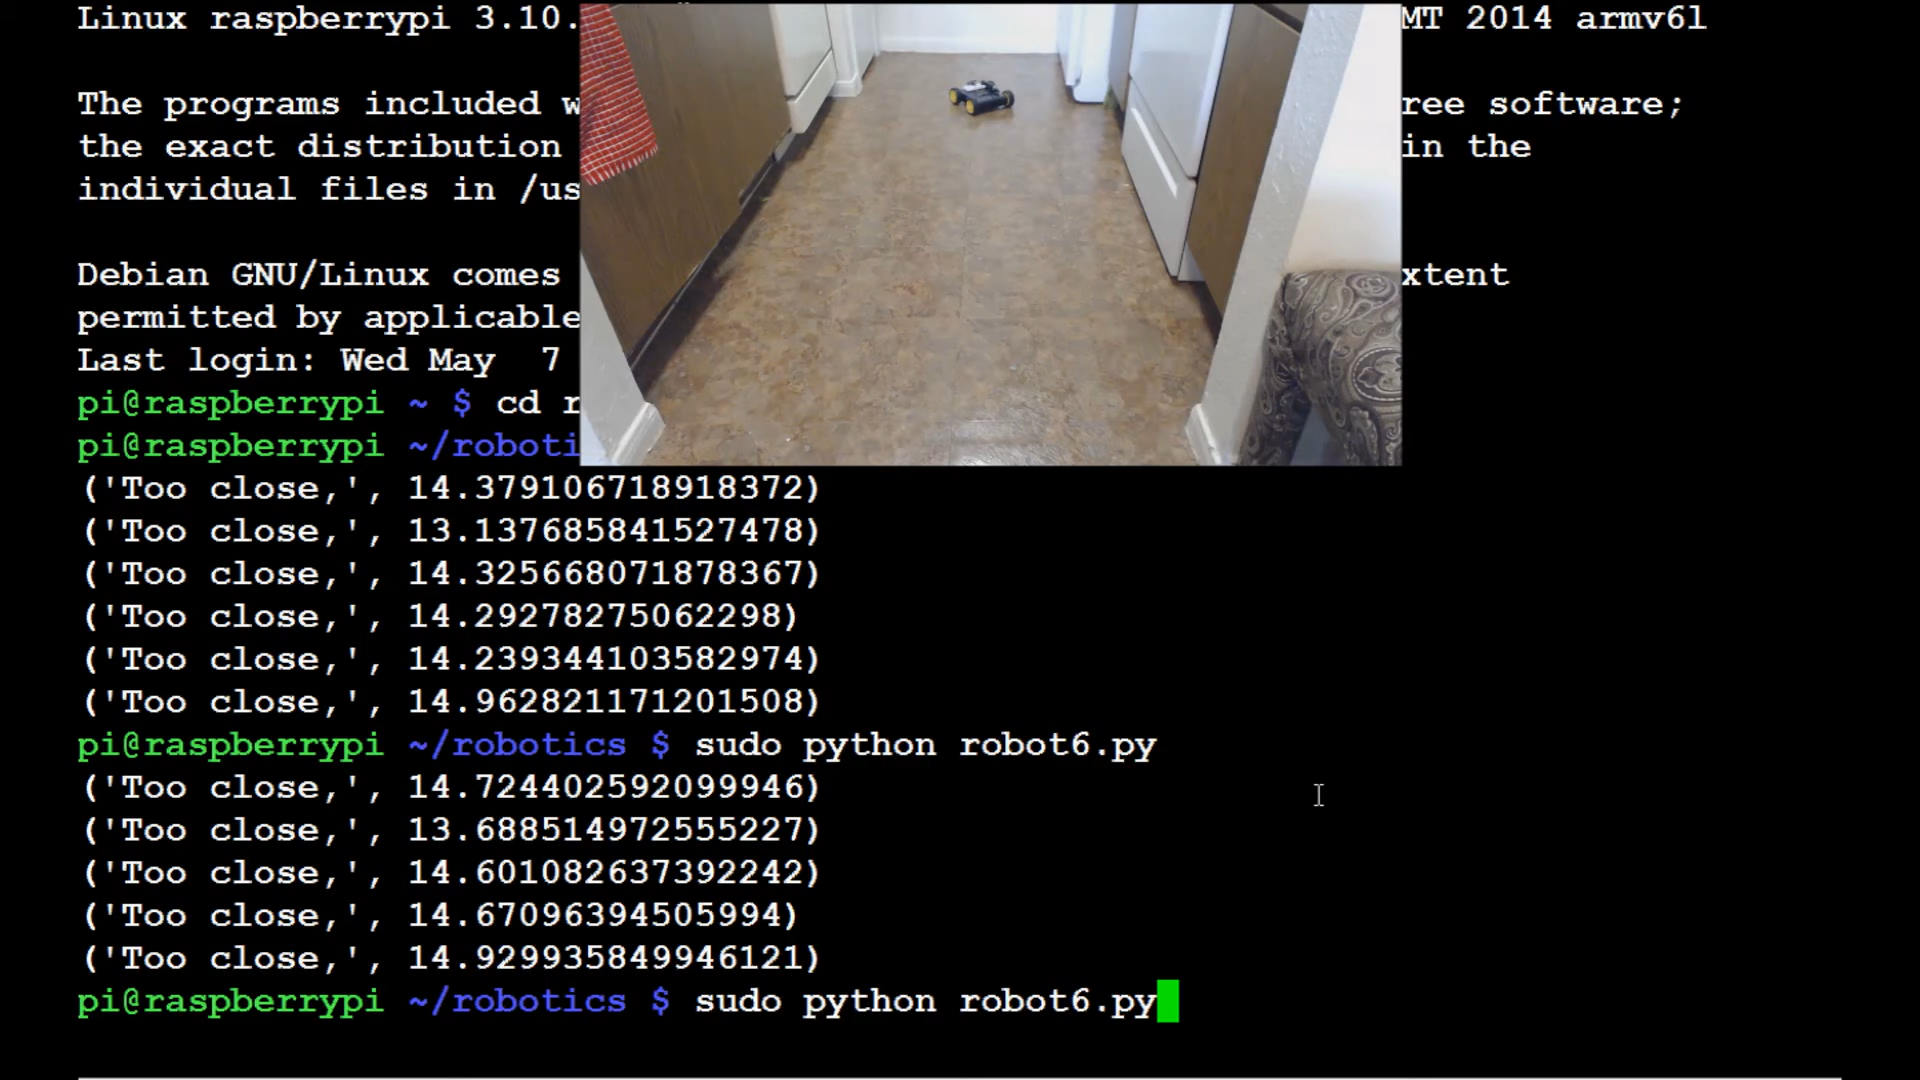 Linux raspberrypi 3.10. MT 2014 armv6l
The programs included ree software;
the exact distribution in the
individual files in
Debian GNU/Linux comes xtent
permitted by applicable
Last login: Wed May 7
pi@raspberrypi ~ $ cd
pi@raspberrypi ~/roboti
('Too close,', 14.379106718918372)
('Too close,', 13.137685841527478)
('Too close,', 14.325668071878367)
('Too close,', 14.29278275062298)
('Too close,', 14.239344103582974)
('Too close,', 14.962821171201508)
pi@raspberrypi ~/robotics $ sudo python robot6.py
('Too close,', 14.724402592099946)
('Too close,', 13.688514972555227)
('Too close,', 14.601082637392242)
('Too close,', 14.67096394505994)
('Too close,', 14.929935849946121)
pi@raspberrypi ~/robotics $ sudo python robot6.py